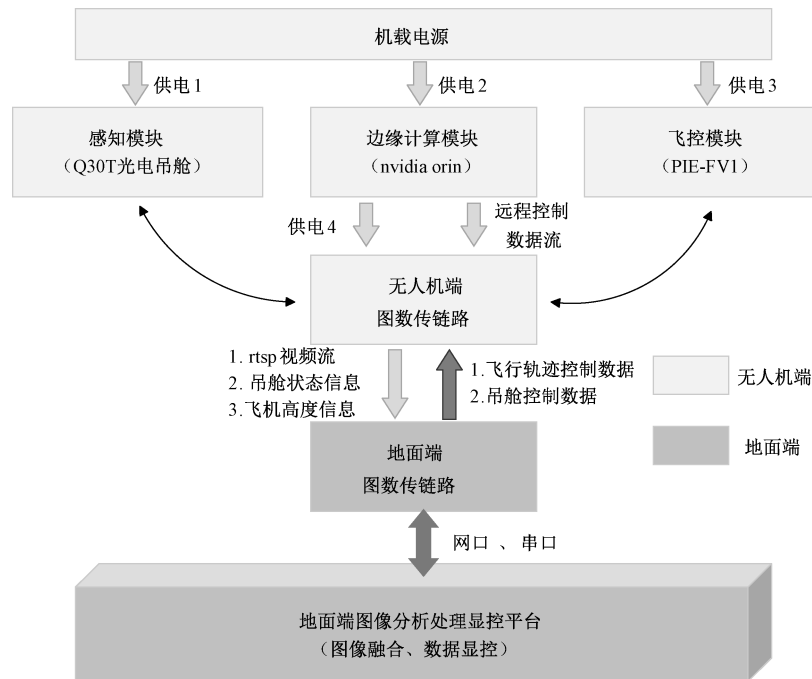 机载电源
供电1
供电2
供电3
感知模块
（Q30T光电吊舱）
边缘计算模块
（nvidia orin）
飞控模块
（PIE-FV1）
供电4
远程控制
数据流
无人机端
图数传链路
1. rtsp视频流
2. 吊舱状态信息
3.飞机高度信息
1.飞行轨迹控制数据
2.吊舱控制数据
无人机端
地面端
地面端
图数传链路
网口 、串口
地面端图像分析处理显控平台
（图像融合、数据显控）